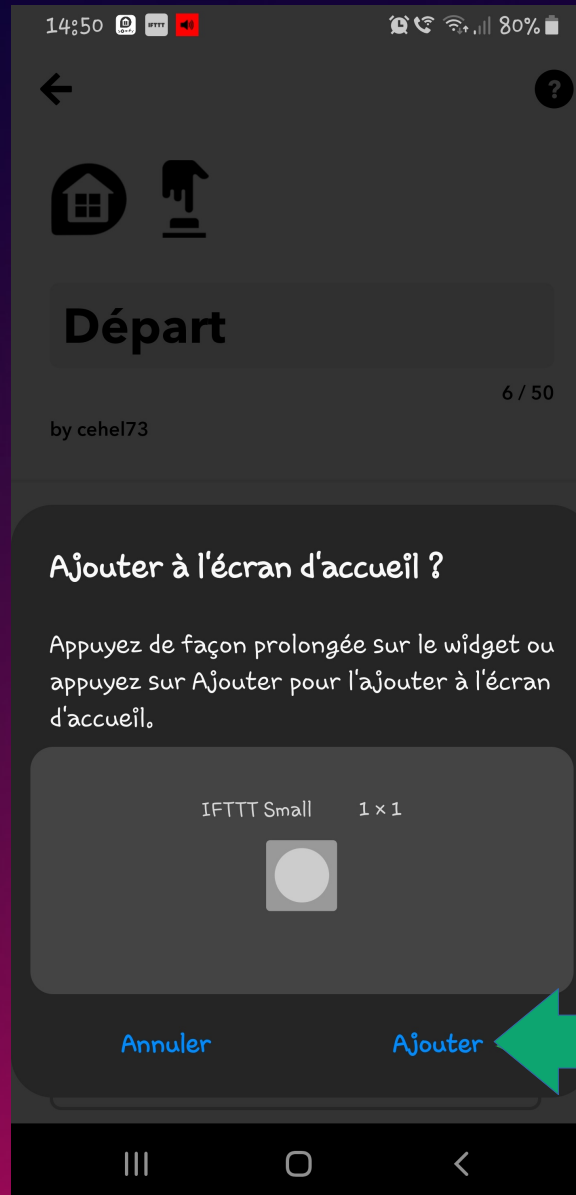 14:50 IFTTT 80%
?
Départ
6 / 50
by cehel73
Ajouter à l'écran d'accueil ?
Appuyez de façon prolongée sur le widget ou
appuyez sur Ajouter pour l'ajouter à l'écran
d'accueil.
IFTTT Small 1 × 1
Annuler Ajouter